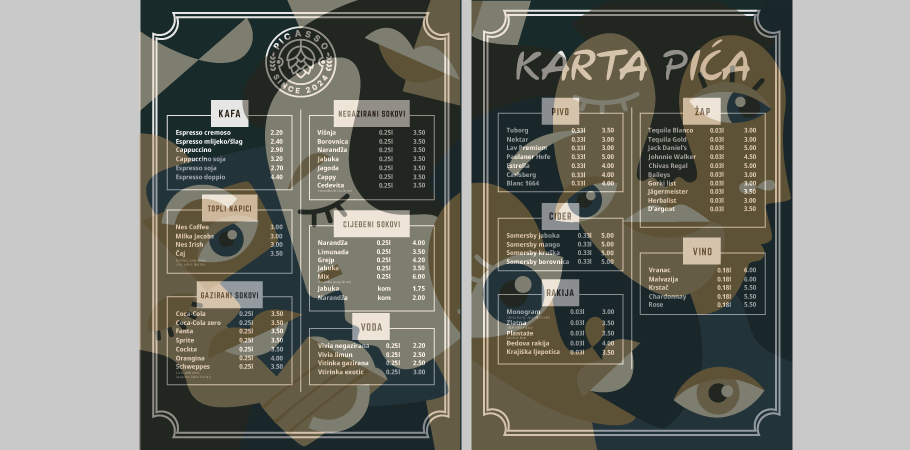 PICASSO
SINCE 2024
KAFA
Espresso cremoso 2.20
Espresso mlijeko/šlag 2.40
Cappuccino 2.90
Cappuccino soja 3.20
Espresso soja 2.70
Espresso doppio 4.40
TOPLI NAPICI
Nes Coffee 3.00
Milka Jacobs 3.00
Nes Irish 3.00
Čaj 3.50
GAZIRANI SOKOVI
Coca-Cola 0.25l 3.50
Coca-Cola zero 0.25l 3.50
Fanta 0.25l 3.50
Sprite 0.25l 3.50
Cockta 0.25l 3.50
Orangina 0.25l 4.00
Schweppes 0.25l 3.50
NEGAZIRANI SOKOVI
Višnja 0.25l 3.50
Borovnica 0.25l 3.50
Narandža 0.25l 3.50
Jabuka 0.25l 3.50
Jagoda 0.25l 3.50
Cappy 0.25l 3.50
Cedevita 0.25l 3.50
CIJEĐENI SOKOVI
Narandža 0.25l 4.00
Limunada 0.25l 3.50
Grejp 0.25l 4.20
Jabuka 0.25l 3.50
Mix 0.25l 6.00
Jabuka kom 1.75
Narandža kom 2.00
VODA
Vivia negazirana 0.25l 2.20
Vivia limun 0.25l 2.50
Vitinka gazirana 0.25l 2.50
Vtirinka exotic 0.25l 3.00
KARTA PIĆA
PIVO
Tuborg 0.33l 3.50
Nektar 0.33l 3.00
Lav Premium 0.33l 3.00
Paulaner Hefe 0.33l 5.00
Estrella 0.33l 4.00
Carlsberg 0.33l 4.00
Blanc 1664 0.33l 4.00
CIDER
Somersby jabuka 0.33l 5.00
Somersby mango 0.33l 5.00
Somersby kruška 0.33l 5.00
Somersby borovnica 0.33l 5.00
RAKIJA
Monogram 0.03l 3.00
Zlatna 0.03l 3.50
Plantaže 0.03l 3.50
Đedova rakija 0.03l 4.00
Krajiška ljepotica 0.03l 3.50
ŽAP
Tequila Blanco 0.03l 3.00
Tequila Gold 0.03l 3.00
Jack Daniel's 0.03l 5.00
Johnnie Walker 0.03l 4.50
Chivas Regal 0.03l 5.00
Baileys 0.03l 3.00
Gorki list 0.03l 3.00
Jägermeister 0.03l 3.50
Herbalist 0.03l 3.00
D'argeat 0.03l 3.50
VINO
Vranac 0.18l 6.00
Malvazija 0.18l 6.00
Krstač 0.18l 5.50
Chardonnay 0.18l 5.50
Rose 0.18l 5.50